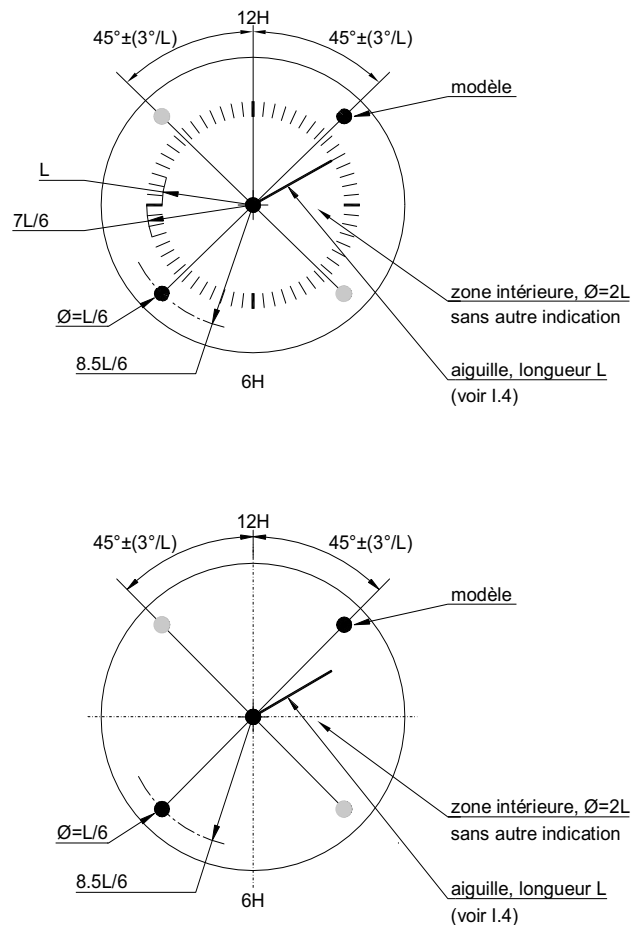 12H
45°±(3°/L)
45°±(3°/L)
modèle
L
7L/6
zone intérieure, Ø=2L
sans autre indication
Ø=L/6
8.5L/6
aiguille, longueur L
(voir I.4)
6H
12H
45°±(3°/L)
45°±(3°/L)
modèle
zone intérieure, Ø=2L
sans autre indication
Ø=L/6
8.5L/6
aiguille, longueur L
(voir I.4)
6H